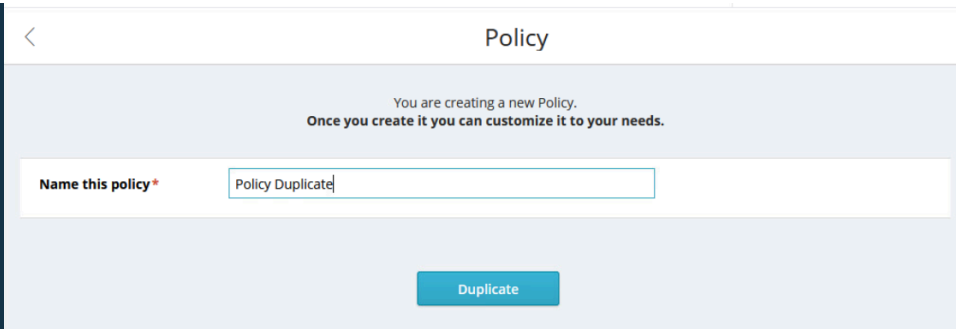 Policy
You are creating a new Policy.
Once you create it you can customize it to your needs.
Name this policy*
Policy Duplicate
Duplicate